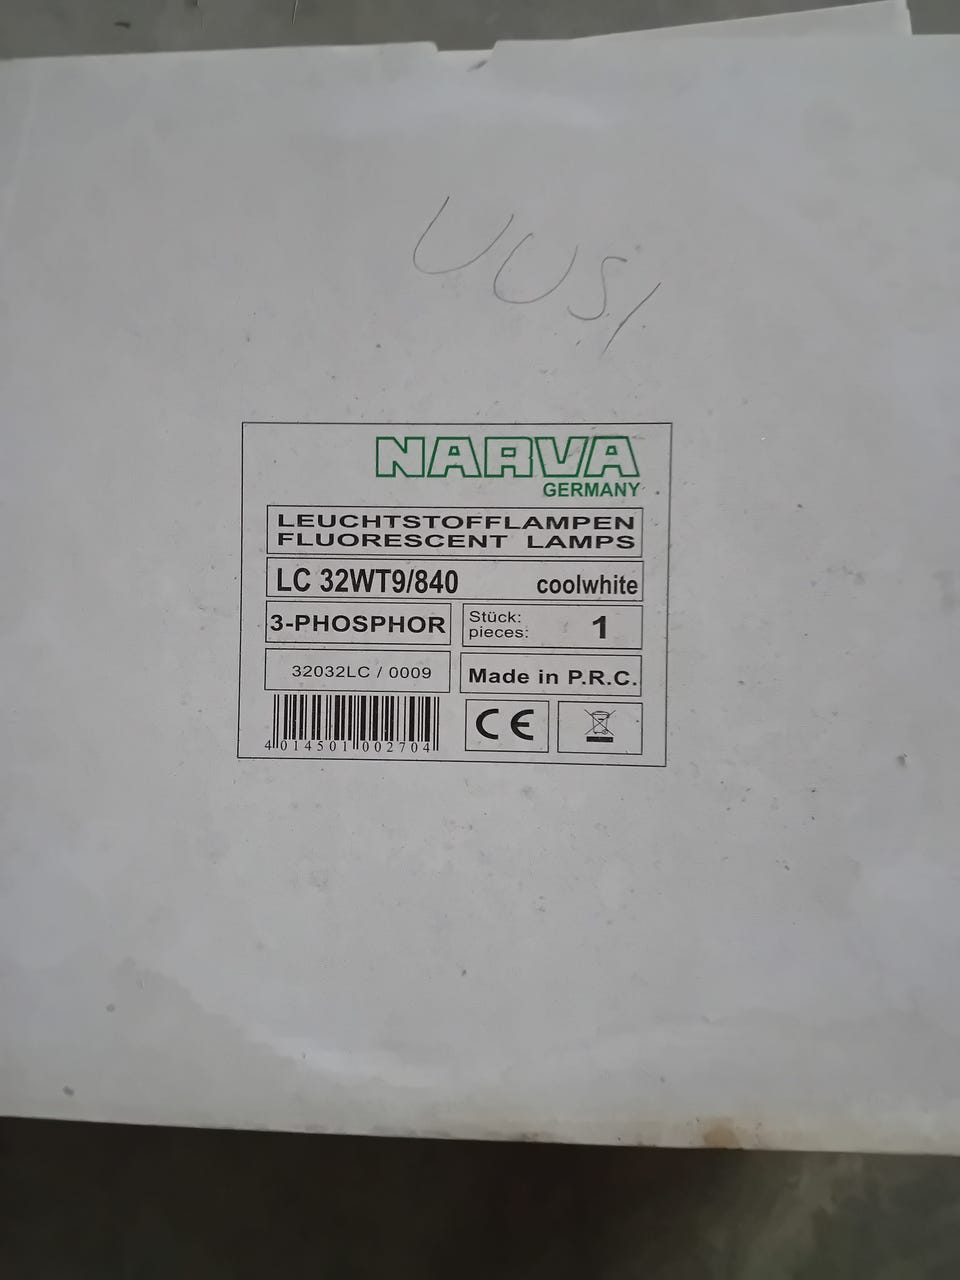 UUSI
NARVA
GERMANY
LEUCHTSTOFFLAMPEN
FLUORESCENT LAMPS
LC 32WT9/840 coolwhite
3-PHOSPHOR
Stück:
pieces: 1
32032LC / 0009
Made in P.R.C.
CE
4 014501 002704